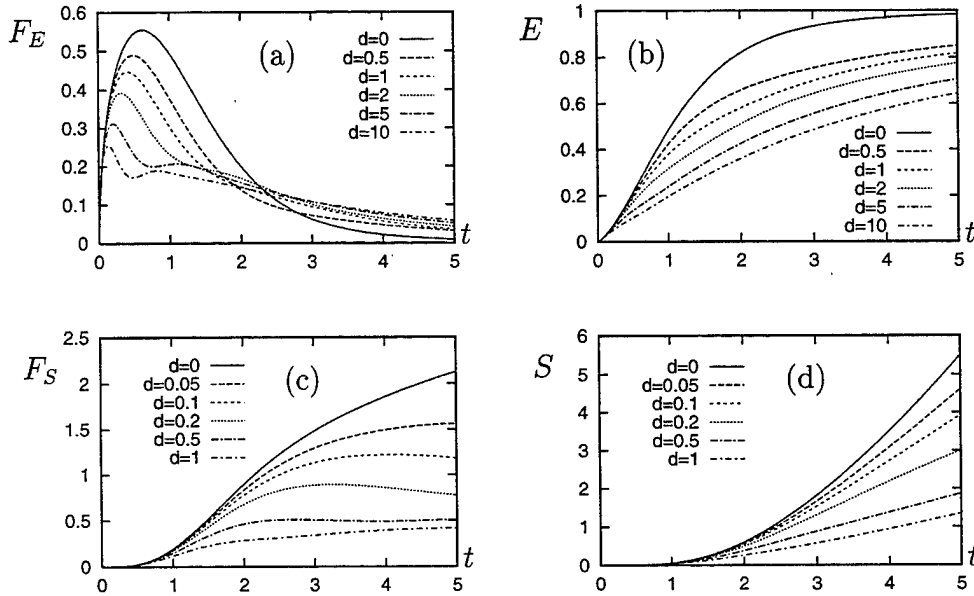 F_E
0.6
0.5
0.4
0.3
0.2
0.1
0
(a)
d=0
d=0.5
d=1
d=2
d=5
d=10
0 1 2 3 4 5
t
E
1
0.8
0.6
0.4
0.2
0
(b)
d=0
d=0.5
d=1
d=2
d=5
d=10
0 1 2 3 4 5
t
F_S
2.5
2
1.5
1
0.5
0
(c)
d=0
d=0.05
d=0.1
d=0.2
d=0.5
d=1
0 1 2 3 4 5
t
S
6
5
4
3
2
1
0
(d)
d=0
d=0.05
d=0.1
d=0.2
d=0.5
d=1
0 1 2 3 4 5
t